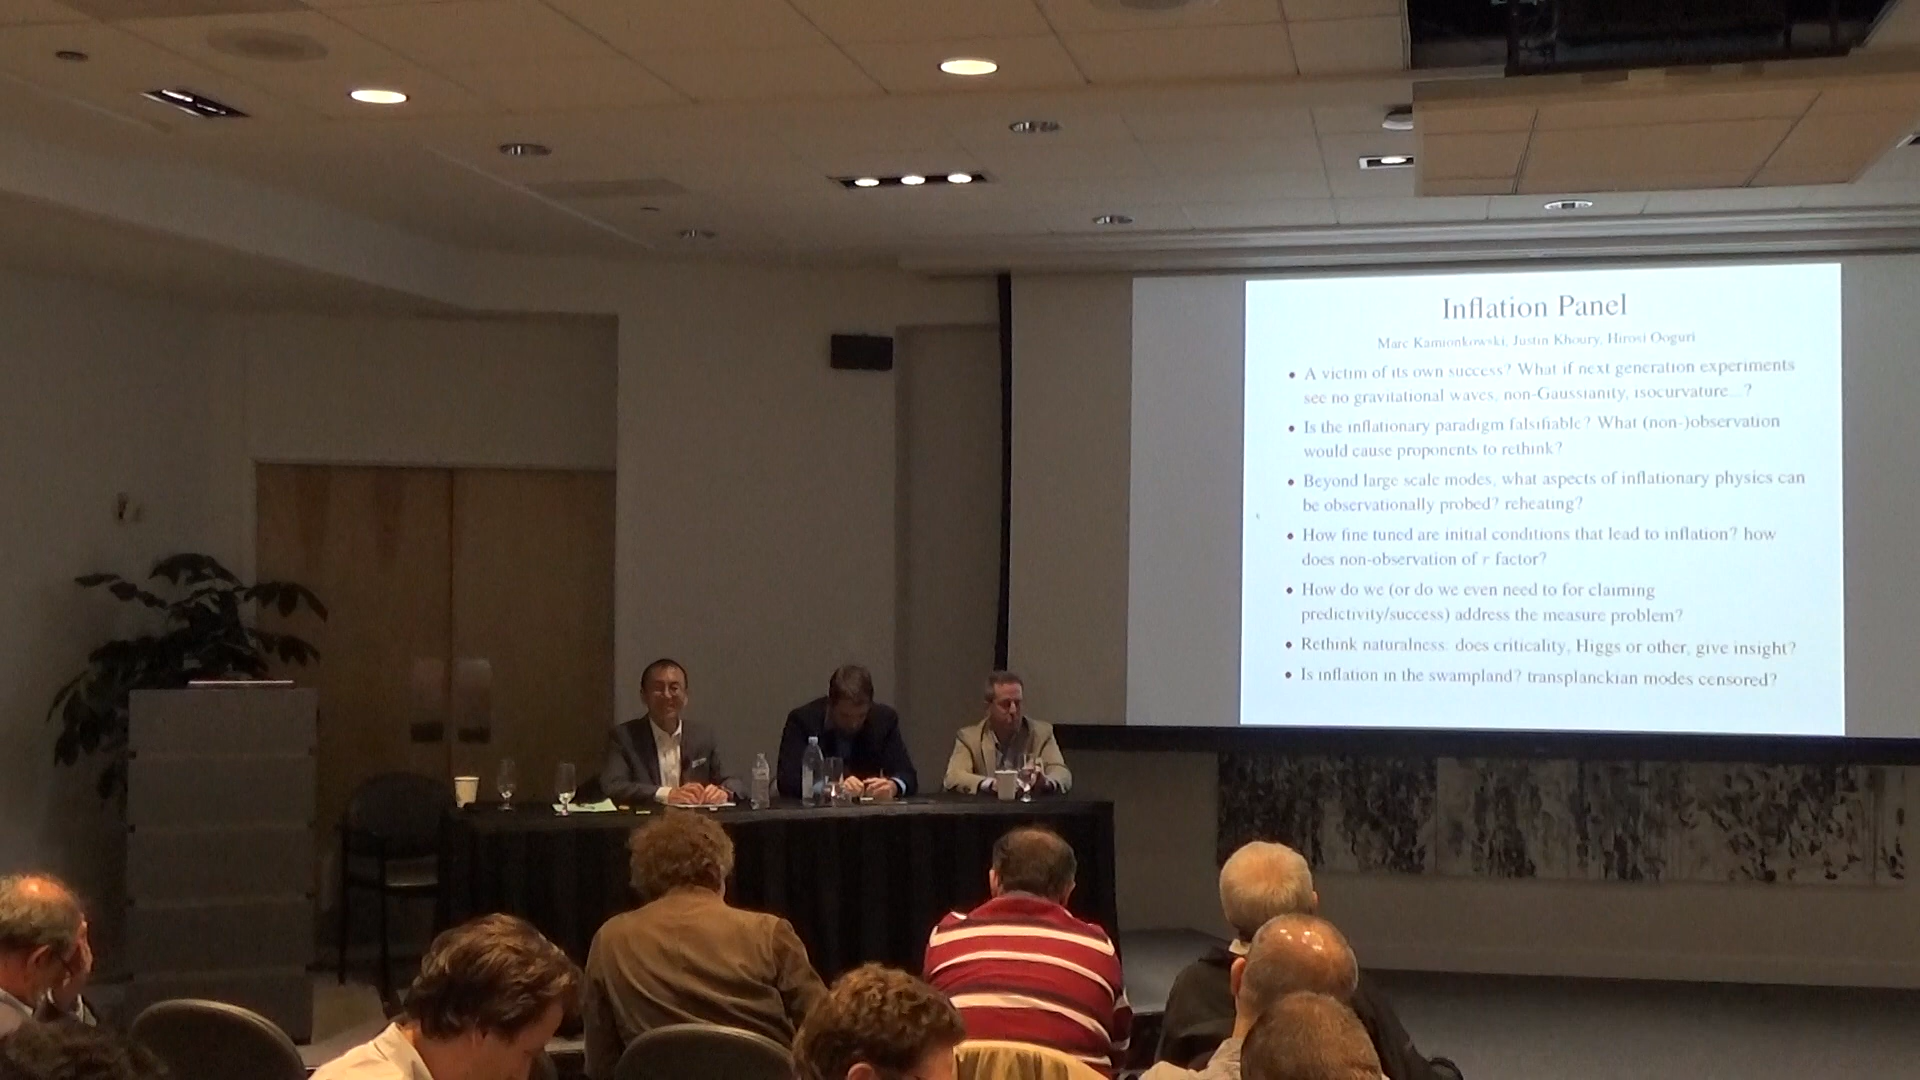 Inflation Panel
Marc Kamionkowski, Justin Khoury, Hirosi Ooguri
• A victim of its own success? What if next generation experiments
see no gravitational waves, non-Gaussianity, isocurvature...?
• Is the inflationary paradigm falsifiable? What (non-)observation
would cause proponents to rethink?
• Beyond large scale modes, what aspects of inflationary physics can
be observationally probed? reheating?
• How fine tuned are initial conditions that lead to inflation? how
does non-observation of r factor?
• How do we (or do we even need to for claiming
predictivity/success) address the measure problem?
• Rethink naturalness: does criticality, Higgs or other, give insight?
• Is inflation in the swampland? transplanckian modes censored?